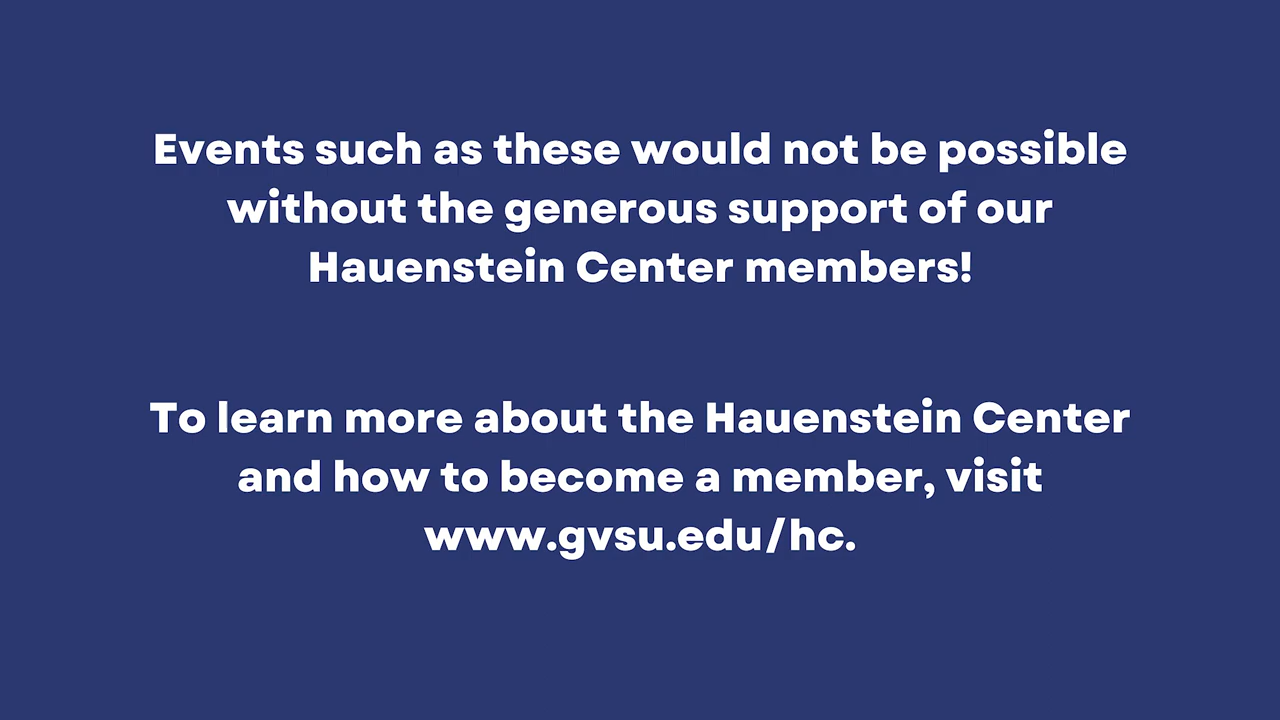 Events such as these would not be possible
without the generous support of our
Hauenstein Center members!
To learn more about the Hauenstein Center
and how to become a member, visit
www.gvsu.edu/hc.